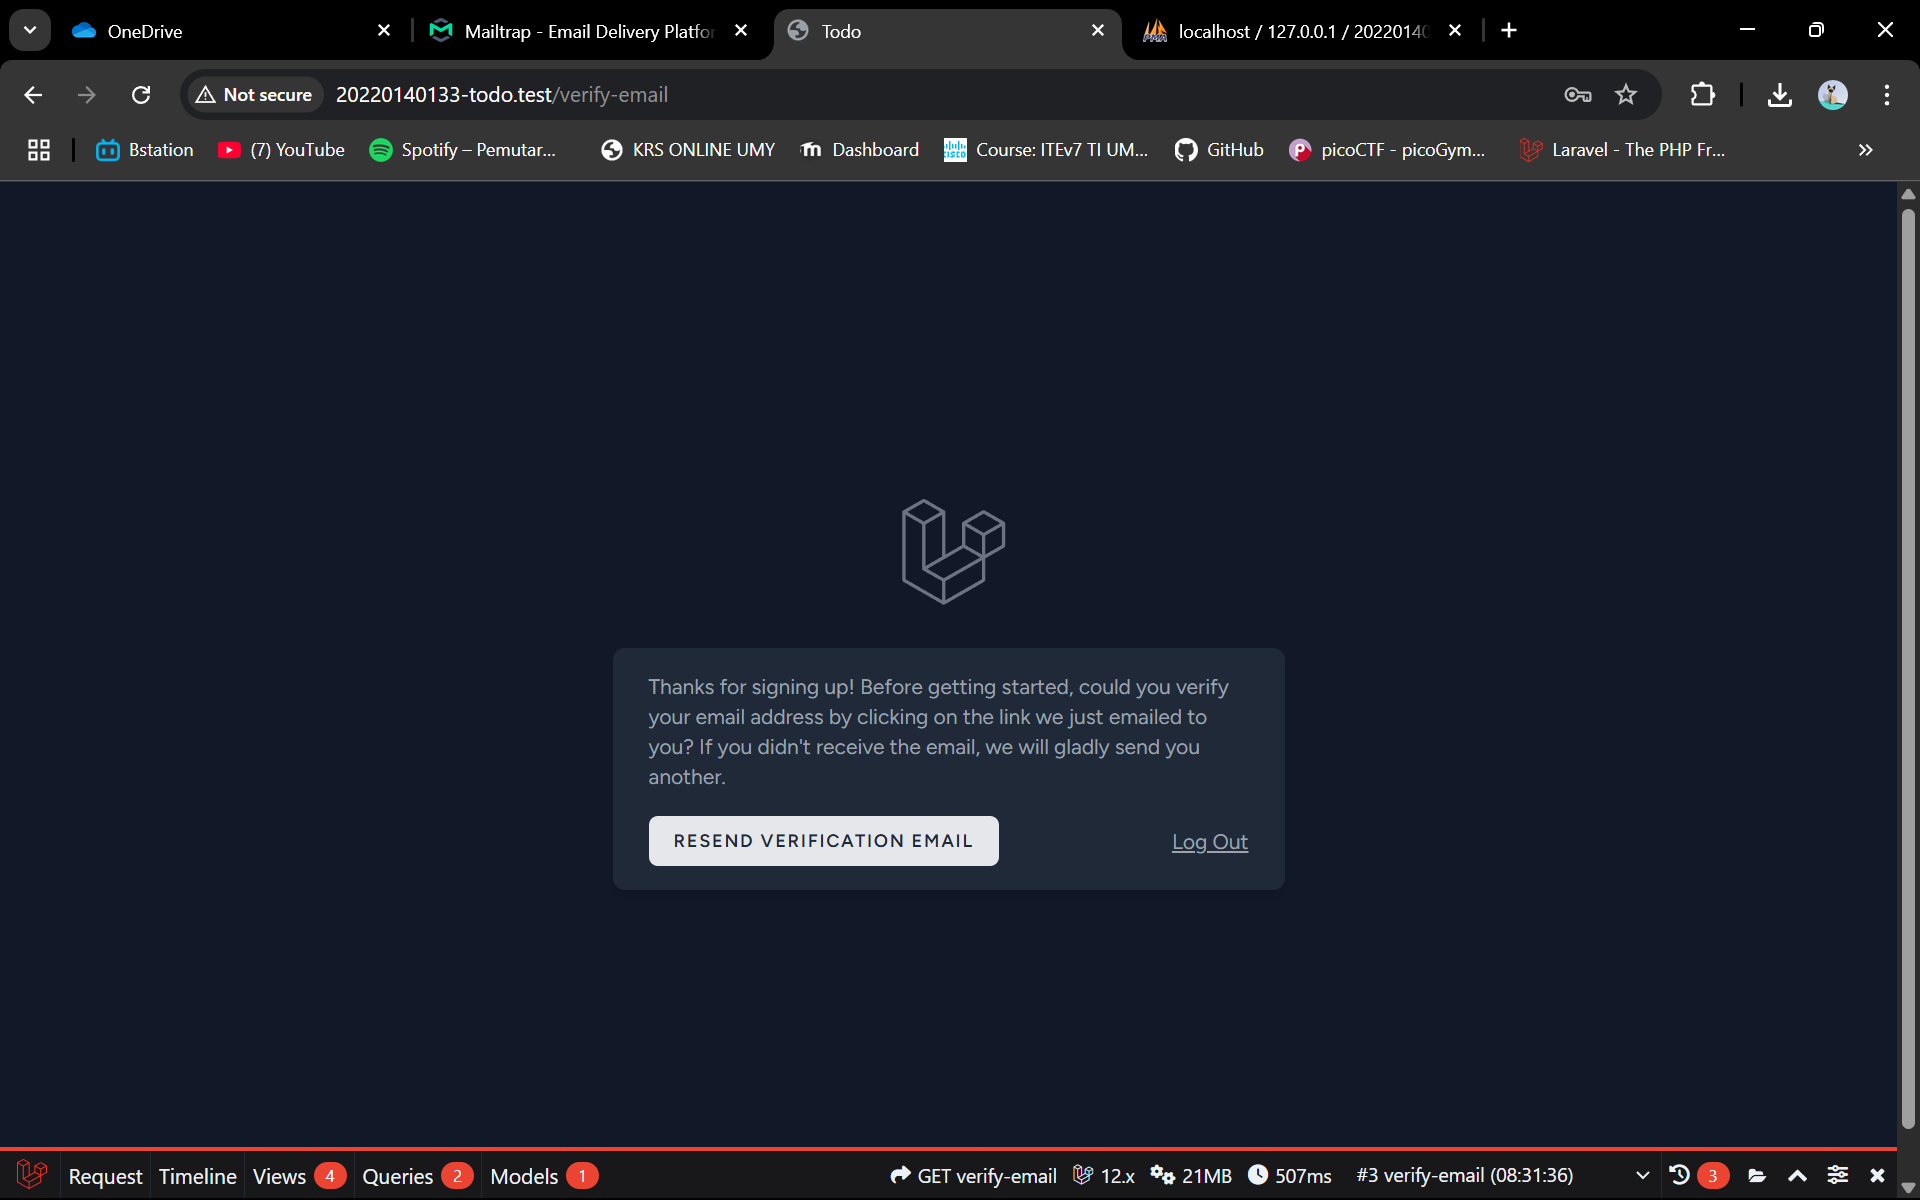 OneDrive
Mailtrap - Email Delivery Platfor
Todo
localhost / 127.0.0.1 / 20220140
Not secure
20220140133-todo.test/verify-email
Bstation
(7) YouTube
Spotify – Pemutar...
KRS ONLINE UMY
Dashboard
Course: ITEv7 TI UM...
GitHub
picoCTF - picoGym...
Laravel - The PHP Fr...
Thanks for signing up! Before getting started, could you verify
your email address by clicking on the link we just emailed to
you? If you didn't receive the email, we will gladly send you
another.
RESEND VERIFICATION EMAIL
Log Out
Request
Timeline
Views 4
Queries 2
Models 1
GET verify-email
12.x
21MB
507ms
#3 verify-email (08:31:36)
3